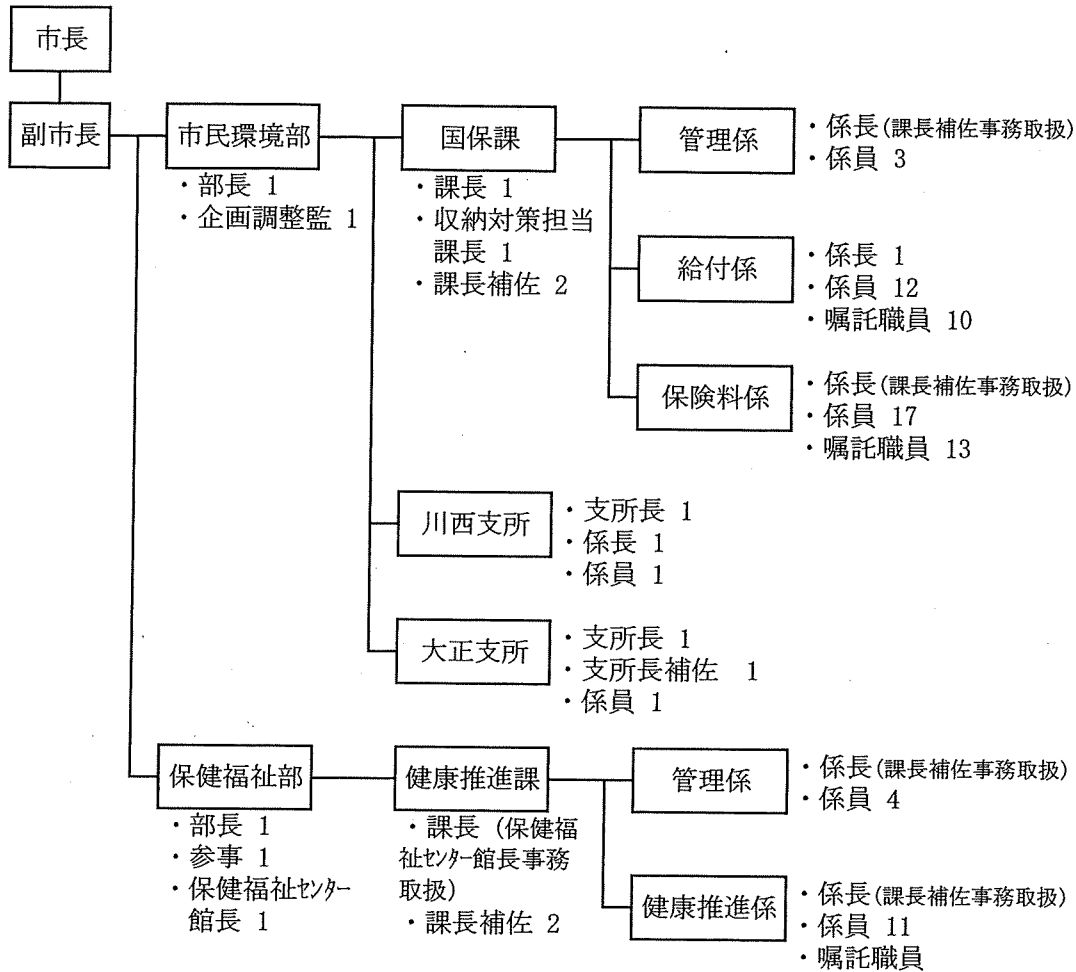 市長
副市長
市民環境部
・部長 1
・企画調整監 1
国保課
・課長 1
・収納対策担当
課長 1
・課長補佐 2
管理係
・係長(課長補佐事務取扱)
・係員 3
給付係
・係長 1
・係員 12
・嘱託職員 10
保険料係
・係長(課長補佐事務取扱)
・係員 17
・嘱託職員 13
川西支所
・支所長 1
・係長 1
・係員 1
大正支所
・支所長 1
・支所長補佐 1
・係員 1
保健福祉部
・部長 1
・参事 1
・保健福祉センター
館長 1
健康推進課
・課長 (保健福
祉センター館長事務
取扱)
・課長補佐 2
管理係
・係長(課長補佐事務取扱)
・係員 4
健康推進係
・係長(課長補佐事務取扱)
・係員 11
・嘱託職員